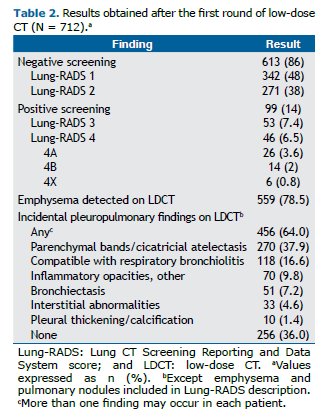 Table 2. Results obtained after the first round of low-dose
CT (N = 712).ª
Finding Result
Negative screening 613 (86)
Lung-RADS 1 342 (48)
Lung-RADS 2 271 (38)
Positive screening 99 (14)
Lung-RADS 3 53 (7.4)
Lung-RADS 4 46 (6.5)
4A 26 (3.6)
4B 14 (2)
4X 6 (0.8)
Emphysema detected on LDCT 559 (78.5)
Incidental pleuropulmonary findings on LDCTᵇ
Anyᶜ 456 (64.0)
Parenchymal bands/cicatricial atelectasis 270 (37.9)
Compatible with respiratory bronchiolitis 118 (16.6)
Inflammatory opacities, other 70 (9.8)
Bronchiectasis 51 (7.2)
Interstitial abnormalities 33 (4.6)
Pleural thickening/calcification 10 (1.4)
None 256 (36.0)
Lung-RADS: Lung CT Screening Reporting and Data
System score; and LDCT: low-dose CT. ªValues
expressed as n (%). ᵇExcept emphysema and
pulmonary nodules included in Lung-RADS description.
ᶜMore than one finding may occur in each patient.